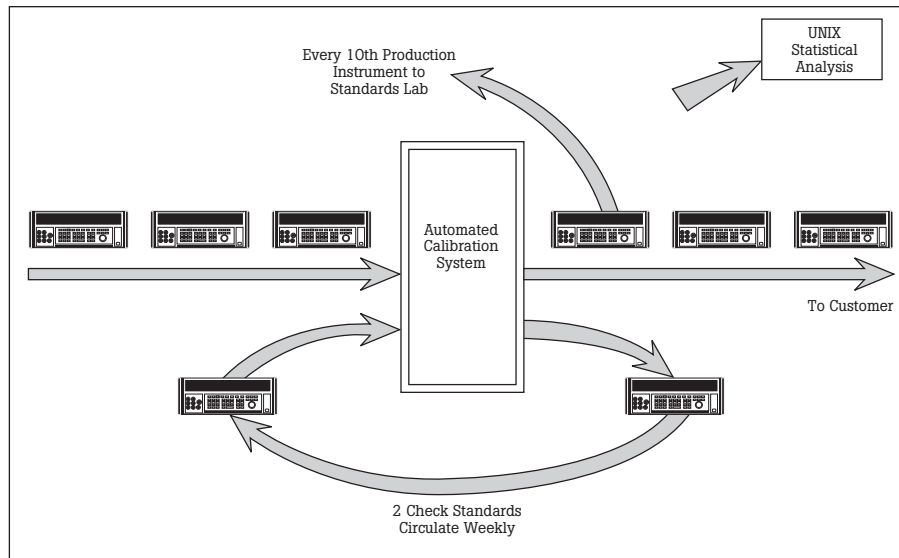 UNIX
Statistical
Analysis
Every 10th Production
Instrument to
Standards Lab
Automated
Calibration
System
To Customer
2 Check Standards
Circulate Weekly